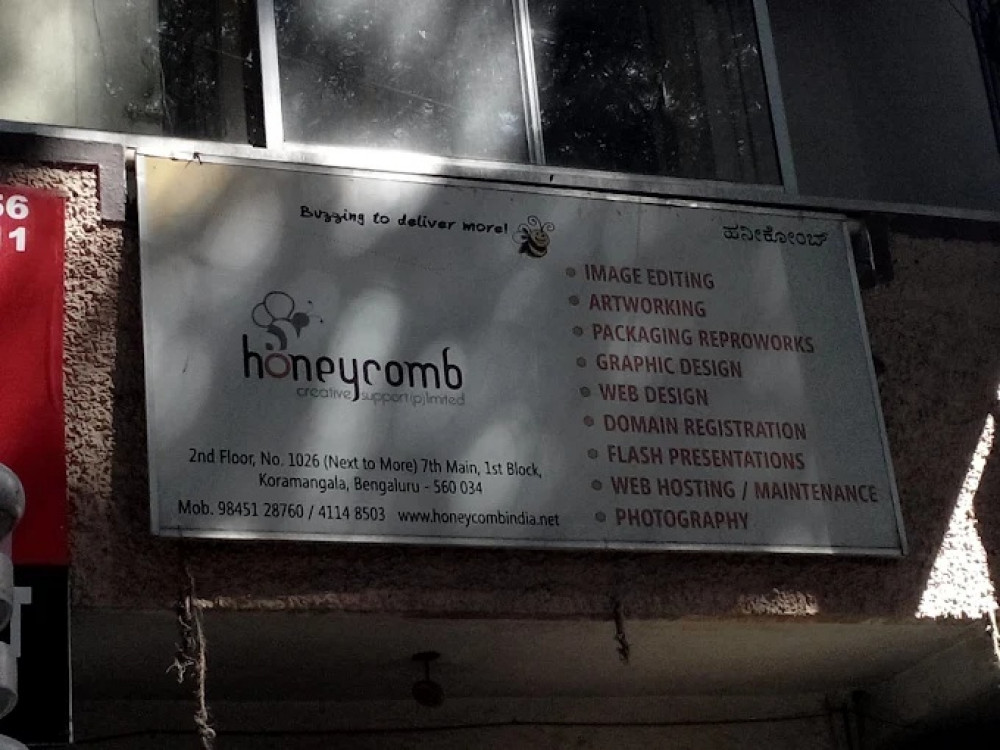 56
11
Buzzing to deliver more!
ಹನೀಕೋಂಬ್
honeycomb
creative support (p) limited
2nd Floor, No. 1026 (Next to More) 7th Main, 1st Block,
Koramangala, Bengaluru - 560 034
Mob. 98451 28760 / 4114 8503 www.honeycombindia.net
IMAGE EDITING
ARTWORKING
PACKAGING REPROWORKS
GRAPHIC DESIGN
WEB DESIGN
DOMAIN REGISTRATION
FLASH PRESENTATIONS
WEB HOSTING / MAINTENANCE
PHOTOGRAPHY